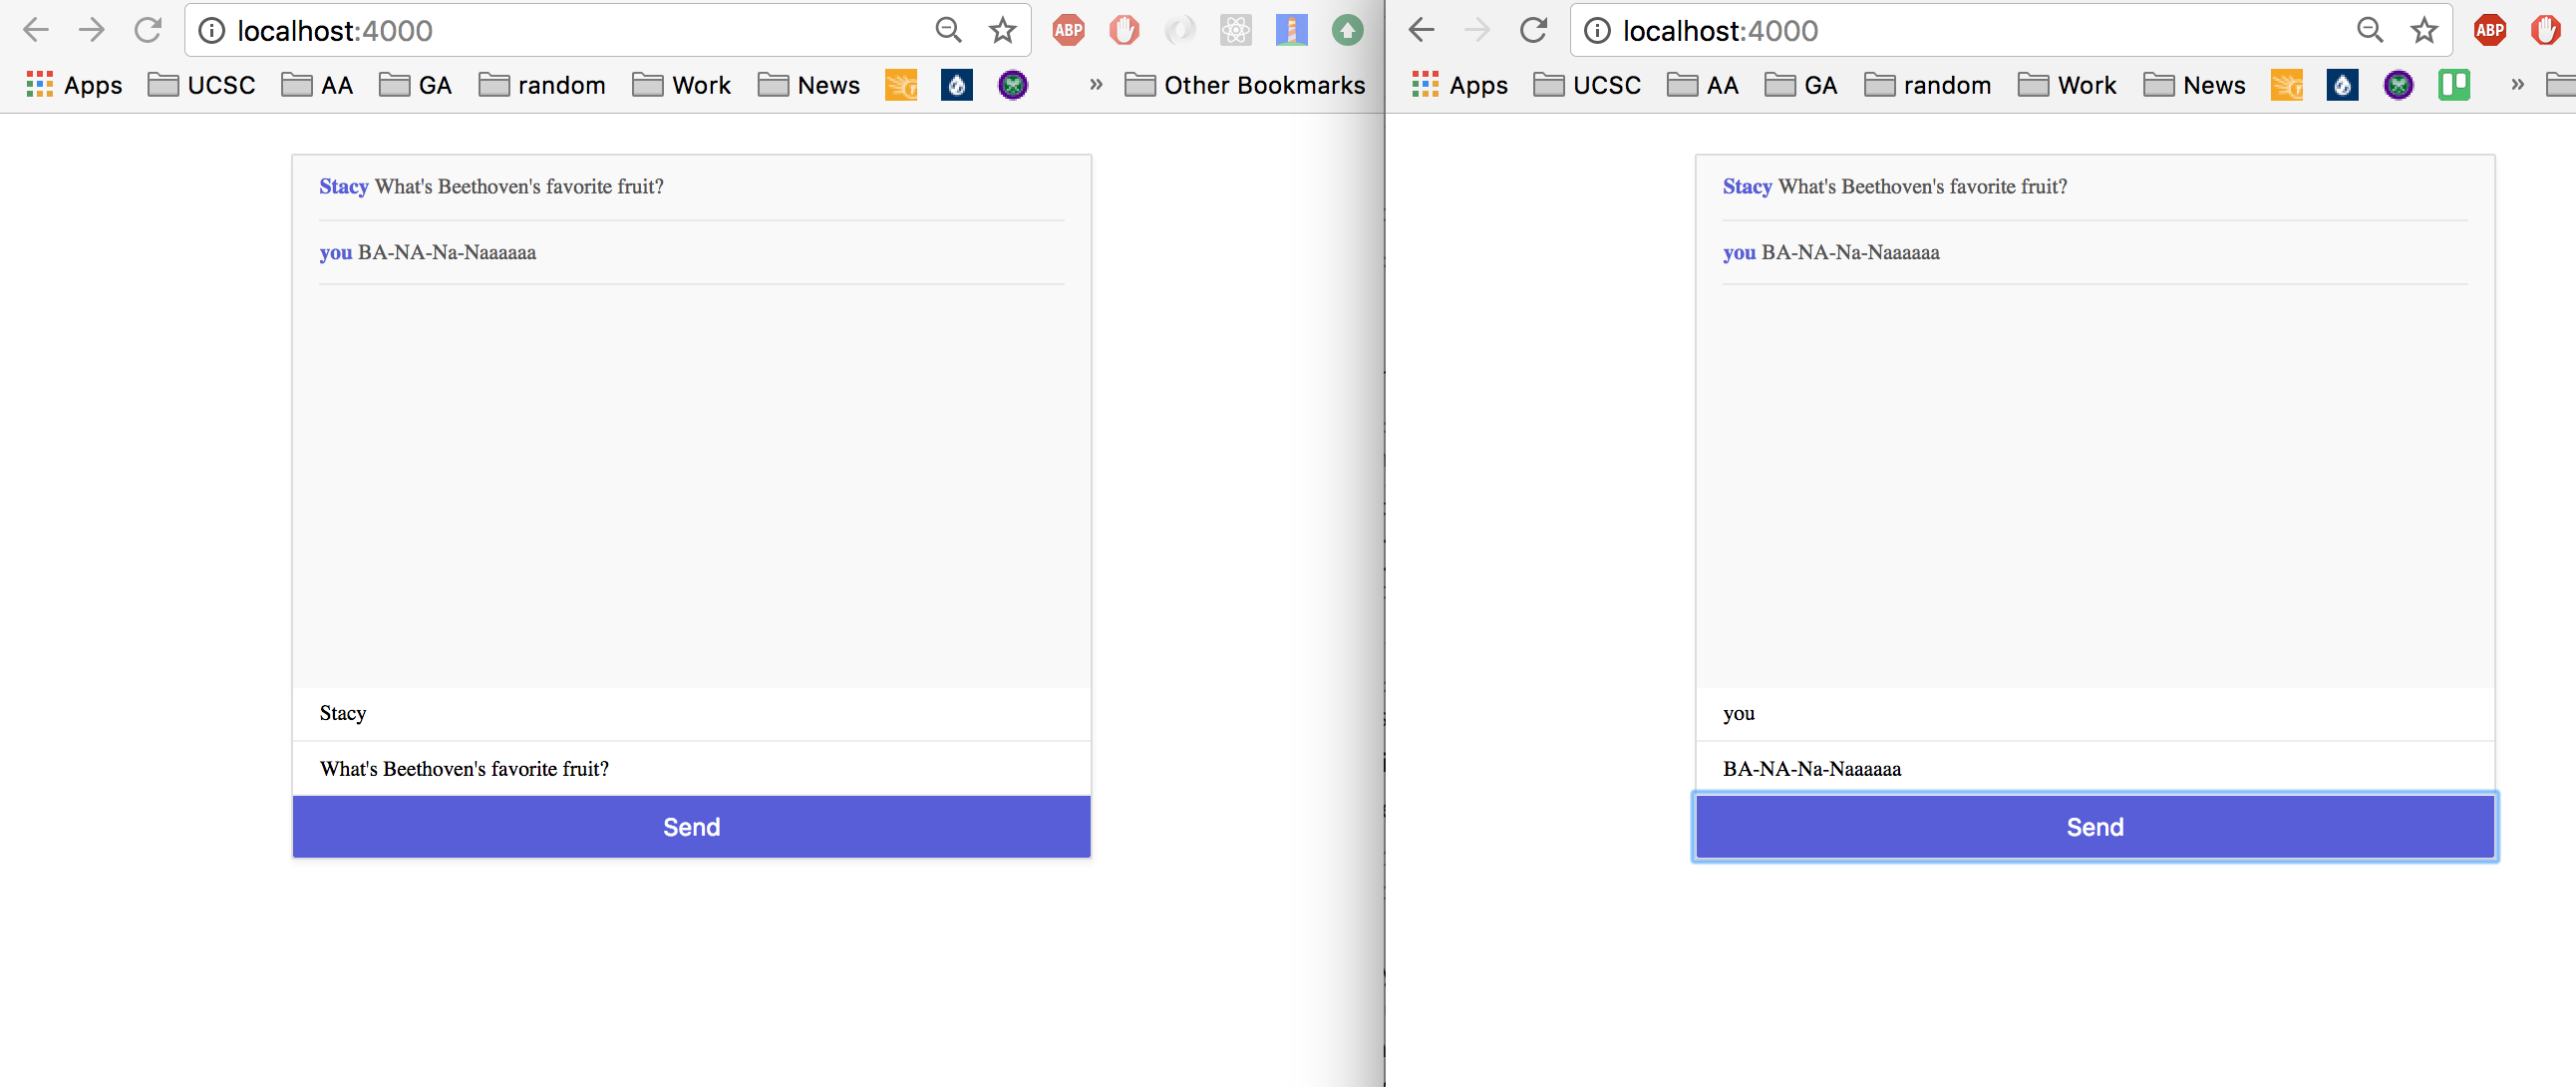 localhost:4000
ABP
Apps UCSC AA GA random Work News » Other Bookmarks
Stacy What's Beethoven's favorite fruit?
you BA-NA-Na-Naaaaaa
Stacy
What's Beethoven's favorite fruit?
Send
localhost:4000
ABP
Apps UCSC AA GA random Work News »
Stacy What's Beethoven's favorite fruit?
you BA-NA-Na-Naaaaaa
you
BA-NA-Na-Naaaaaa
Send